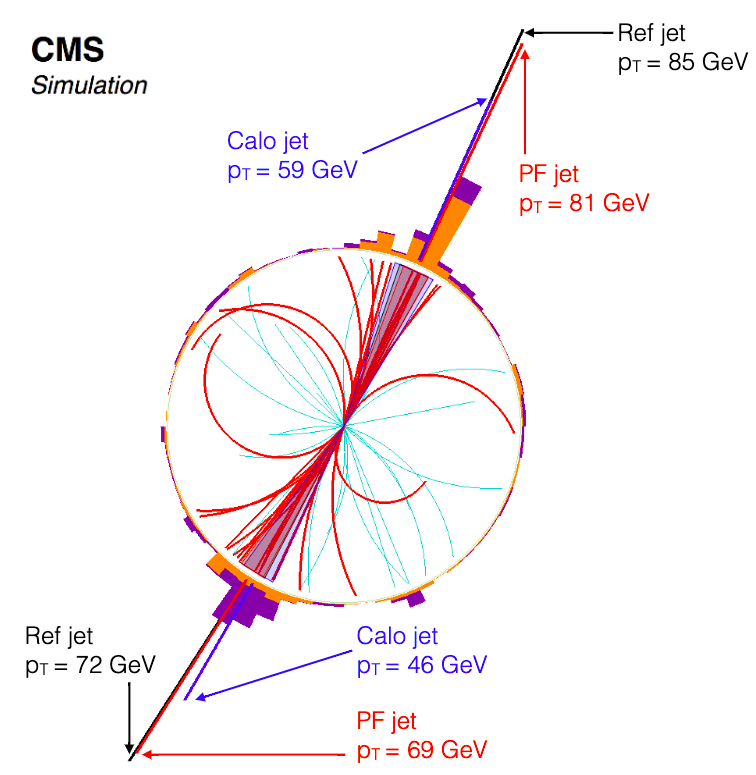 CMS
Simulation
Ref jet
pT = 85 GeV
Calo jet
pT = 59 GeV
PF jet
pT = 81 GeV
Ref jet
pT = 72 GeV
Calo jet
pT = 46 GeV
PF jet
pT = 69 GeV